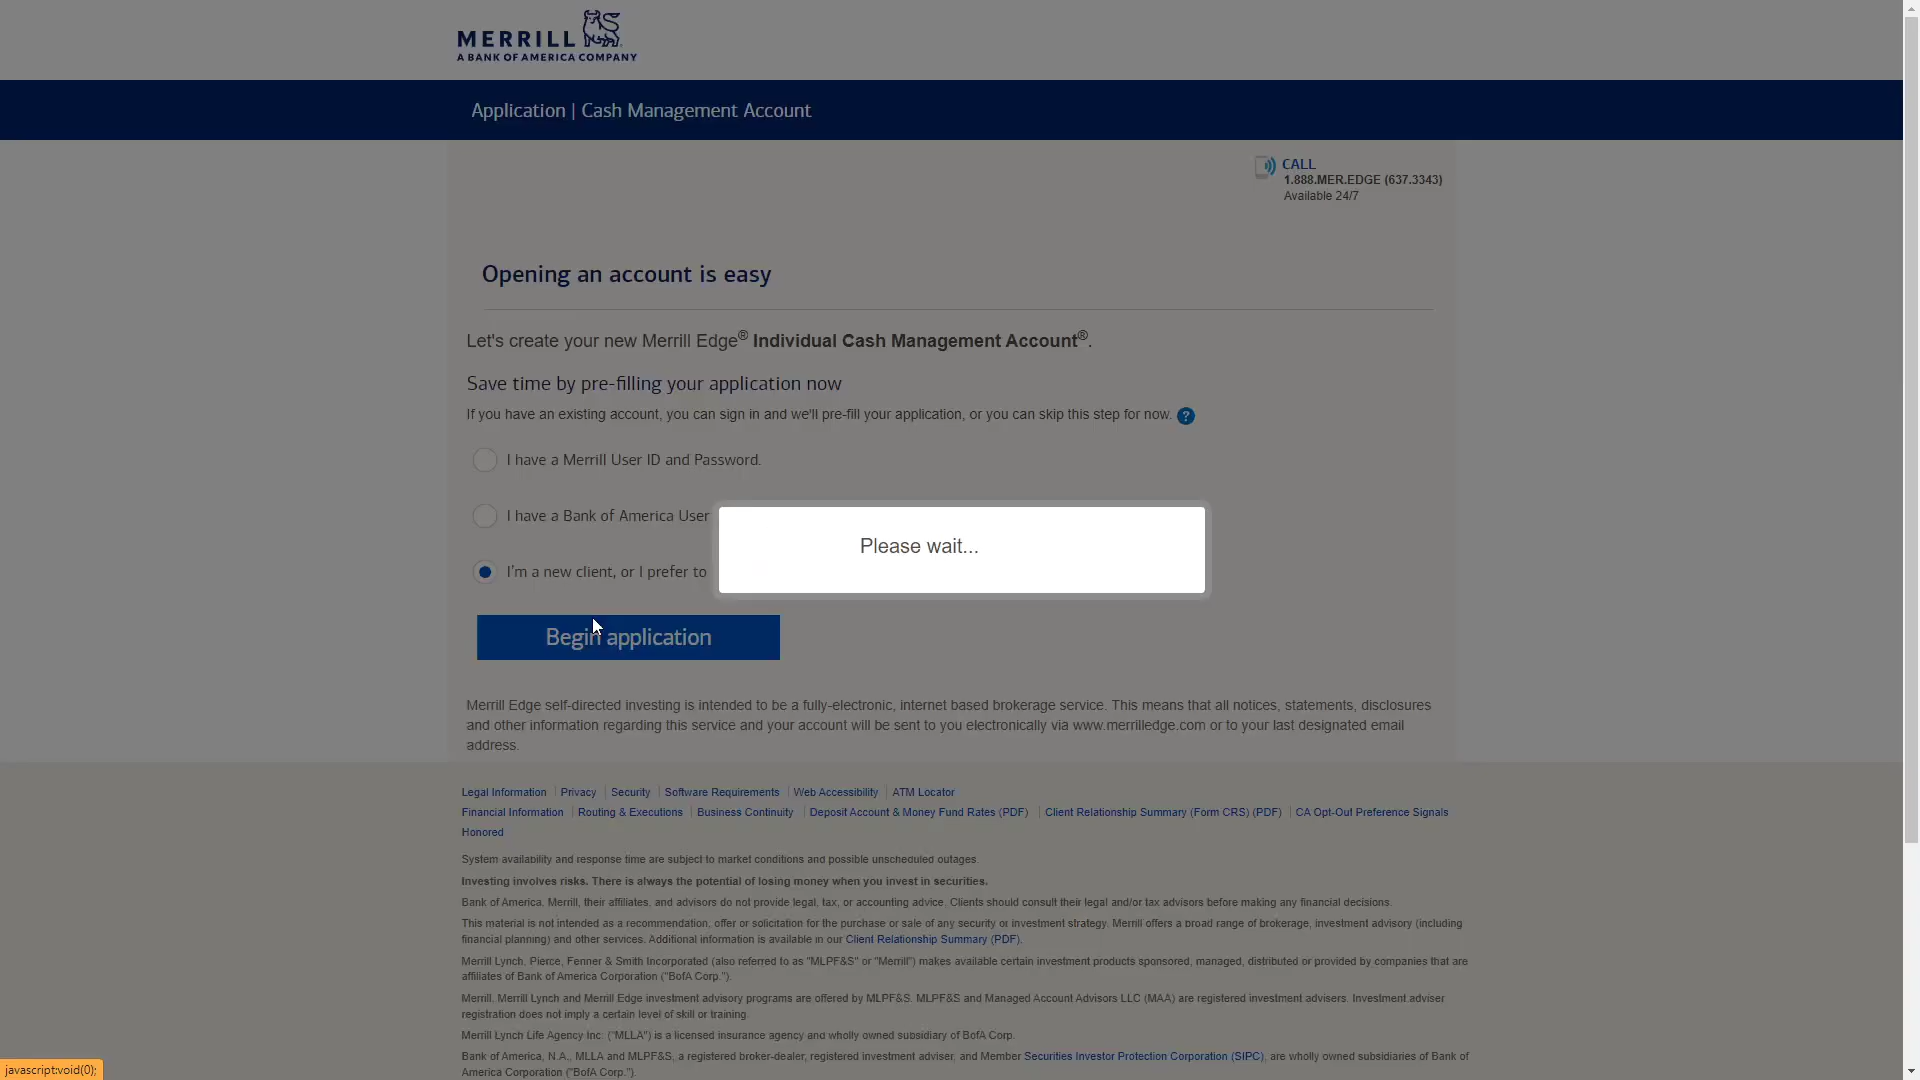 MERRILL
A BANK OF AMERICA COMPANY
Application | Cash Management Account
CALL
1.888.MER.EDGE (637.3343)
Available 24/7
Opening an account is easy
Let's create your new Merrill Edge® Individual Cash Management Account®.
Save time by pre-filling your application now
If you have an existing account, you can sign in and we'll pre-fill your application, or you can skip this step for now. ?
I have a Merrill User ID and Password.
I have a Bank of America User
Please wait...
I'm a new client, or I prefer to
Begin application
Merrill Edge self-directed investing is intended to be a fully-electronic, internet based brokerage service. This means that all notices, statements, disclosures
and other information regarding this service and your account will be sent to you electronically via www.merrilledge.com or to your last designated email
address.
Legal Information | Privacy | Security | Software Requirements | Web Accessibility | ATM Locator
Financial Information | Routing & Executions | Business Continuity | Deposit Account & Money Fund Rates (PDF) | Client Relationship Summary (Form CRS) (PDF) | CA Opt-Out Preference Signals
Honored
System availability and response time are subject to market conditions and possible unscheduled outages.
Investing involves risks. There is always the potential of losing money when you invest in securities.
Bank of America, Merrill, their affiliates, and advisors do not provide legal, tax, or accounting advice. Clients should consult their legal and/or tax advisors before making any financial decisions.
This material is not intended as a recommendation, offer or solicitation for the purchase or sale of any security or investment strategy. Merrill offers a broad range of brokerage, investment advisory (including
financial planning) and other services. Additional information is available in our Client Relationship Summary (PDF).
Merrill Lynch, Pierce, Fenner & Smith Incorporated (also referred to as "MLPF&S" or "Merrill") makes available certain investment products sponsored, managed, distributed or provided by companies that are
affiliates of Bank of America Corporation ("BofA Corp.").
Merrill, Merrill Lynch and Merrill Edge investment advisory programs are offered by MLPF&S. MLPF&S and Managed Account Advisors LLC (MAA) are registered investment advisers. Investment adviser
registration does not imply a certain level of skill or training.
Merrill Lynch Life Agency Inc. ("MLLA") is a licensed insurance agency and wholly owned subsidiary of BofA Corp.
Bank of America, N.A., MLLA and MLPF&S, a registered broker-dealer, registered investment adviser, and Member Securities Investor Protection Corporation (SIPC), are wholly owned subsidiaries of Bank of
America Corporation ("BofA Corp.").
javascript:void(0);